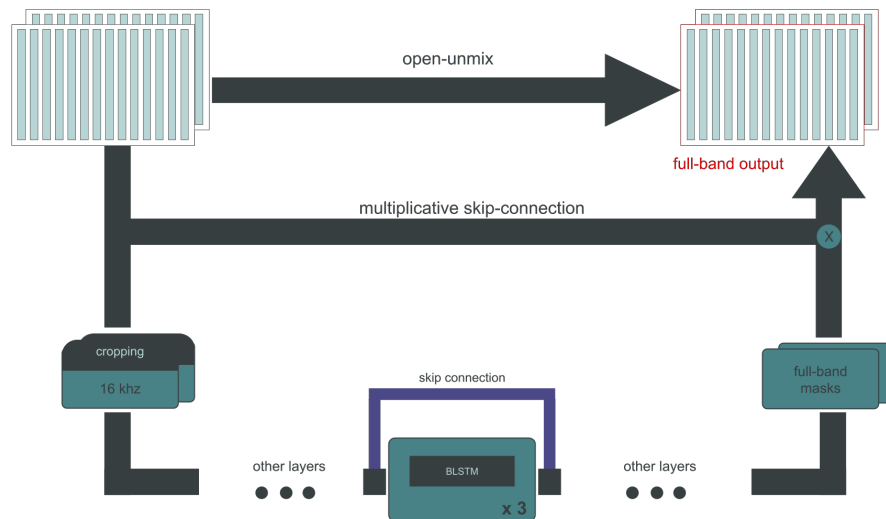 open-unmix
full-band output
multiplicative skip-connection
X
cropping
16 khz
skip connection
full-band
masks
other layers
BLSTM
x 3
other layers